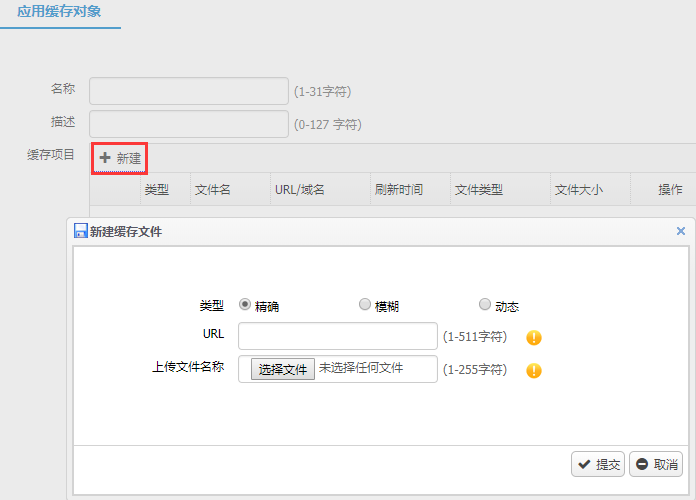 应用缓存对象
名称 (1-31字符)
描述 (0-127 字符)
缓存项目 新建
类型 文件名 URL/域名 刷新时间 文件类型 文件大小 操作
新建缓存文件
类型 精确 模糊 动态
URL (1-511字符)
上传文件名称 选择文件 未选择任何文件 (1-255字符)
提交 取消